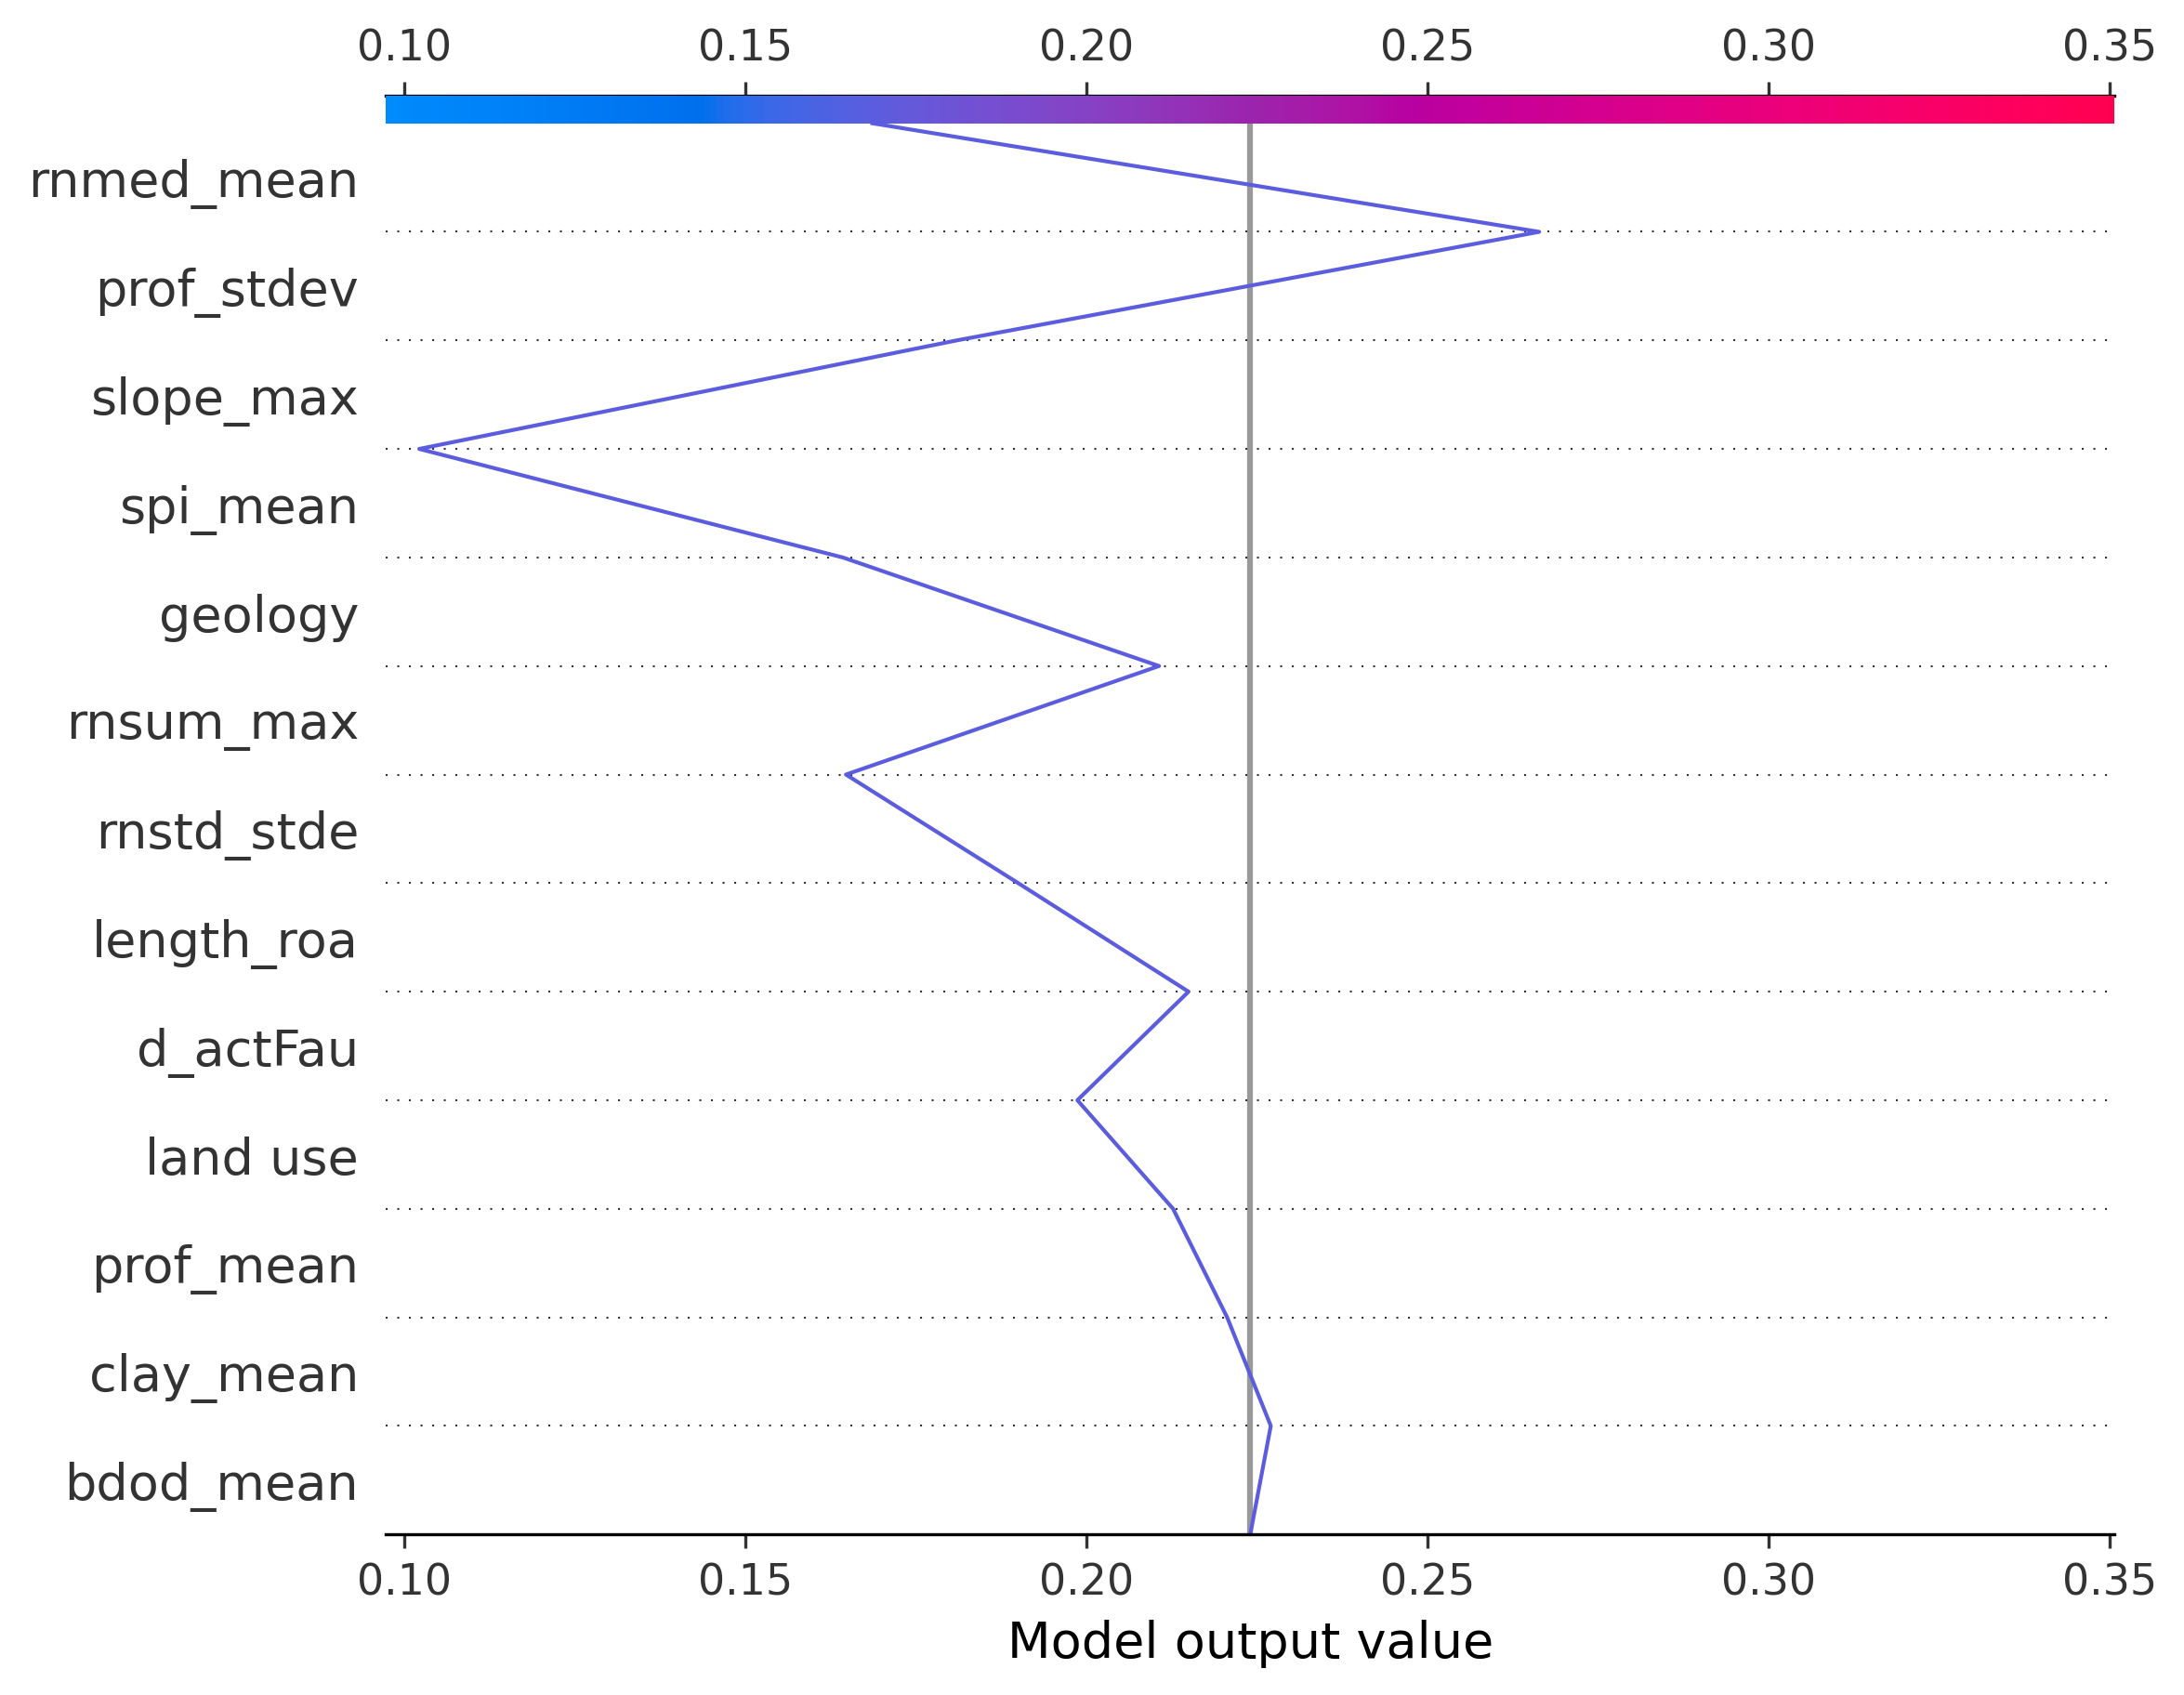 0.10 0.15 0.20 0.25 0.30 0.35
rnmed_mean
prof_stdev
slope_max
spi_mean
geology
rnsum_max
rnstd_stde
length_roa
d_actFau
land use
prof_mean
clay_mean
bdod_mean
0.10 0.15 0.20 0.25 0.30 0.35
Model output value